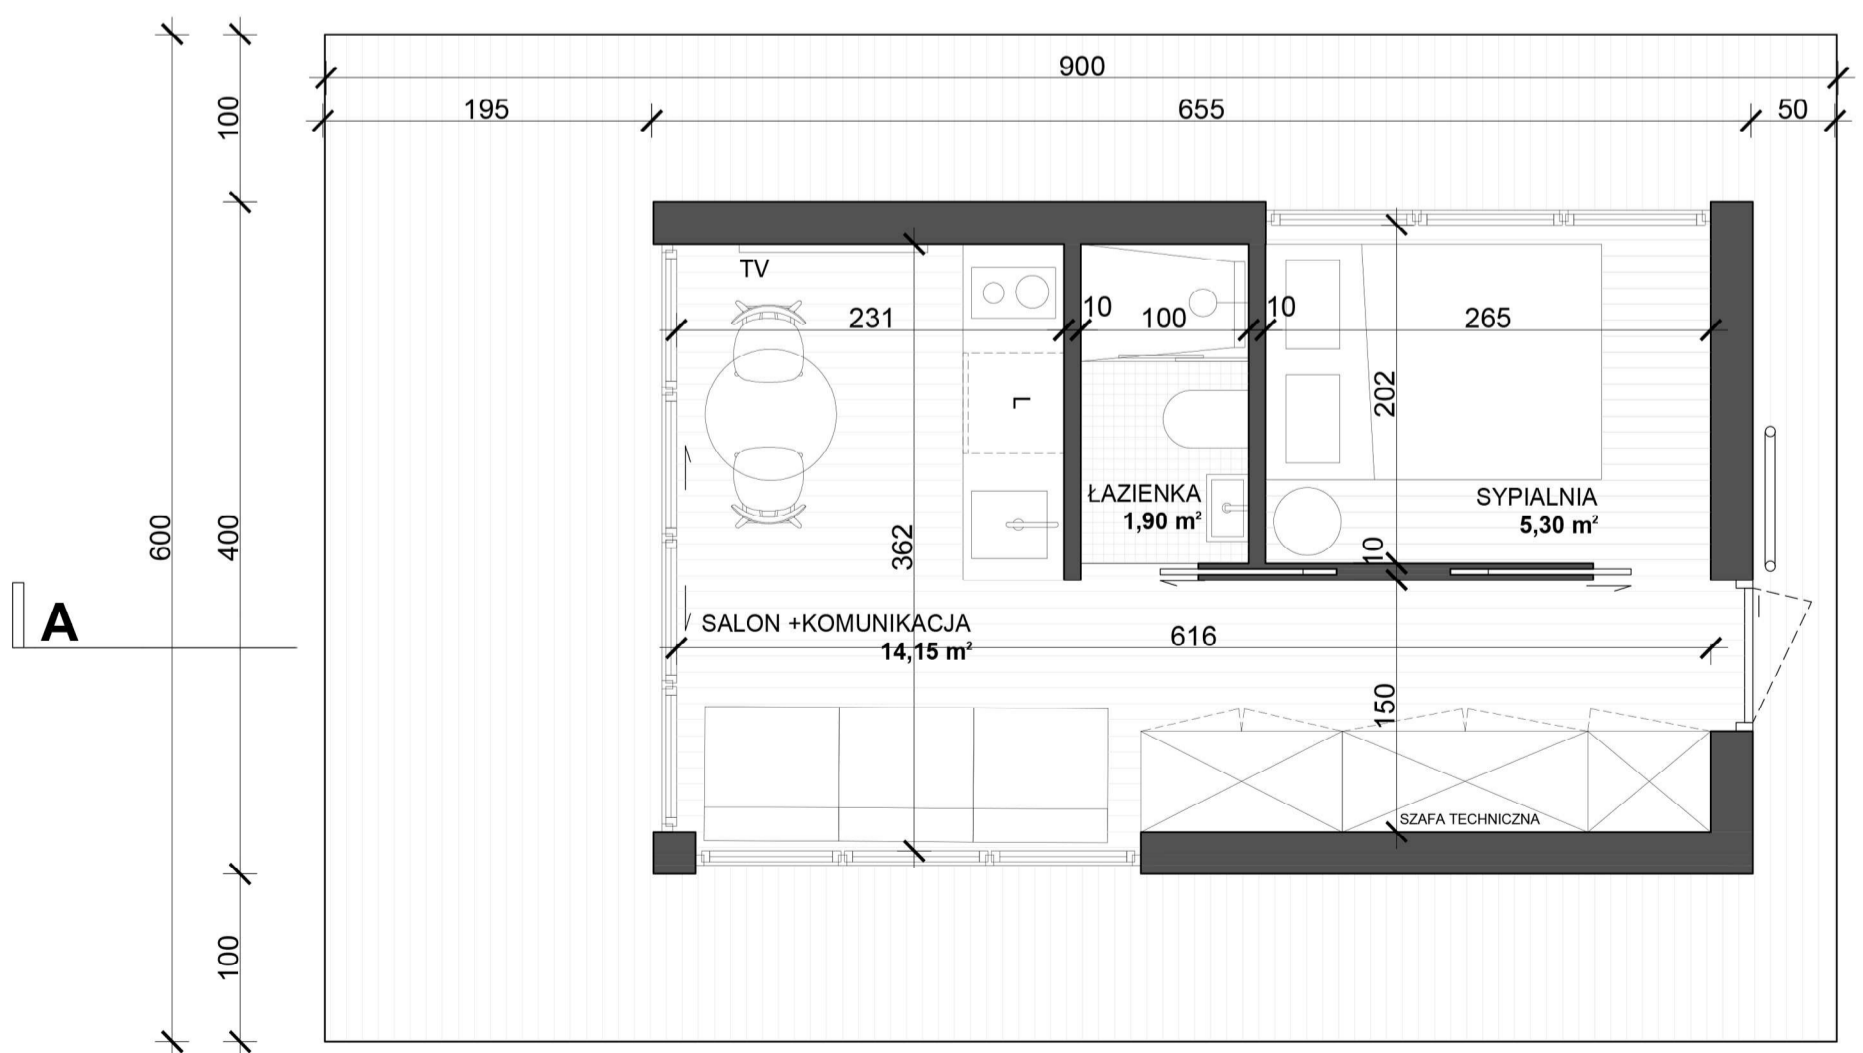 900
195
655
50
100
TV
231
10
100
10
265
202
L
ŁAZIENKA
1,90 m²
SYPIALNIA
5,30 m²
600
400
362
10
A
SALON +KOMUNIKACJA
14,15 m²
616
150
SZAFA TECHNICZNA
100